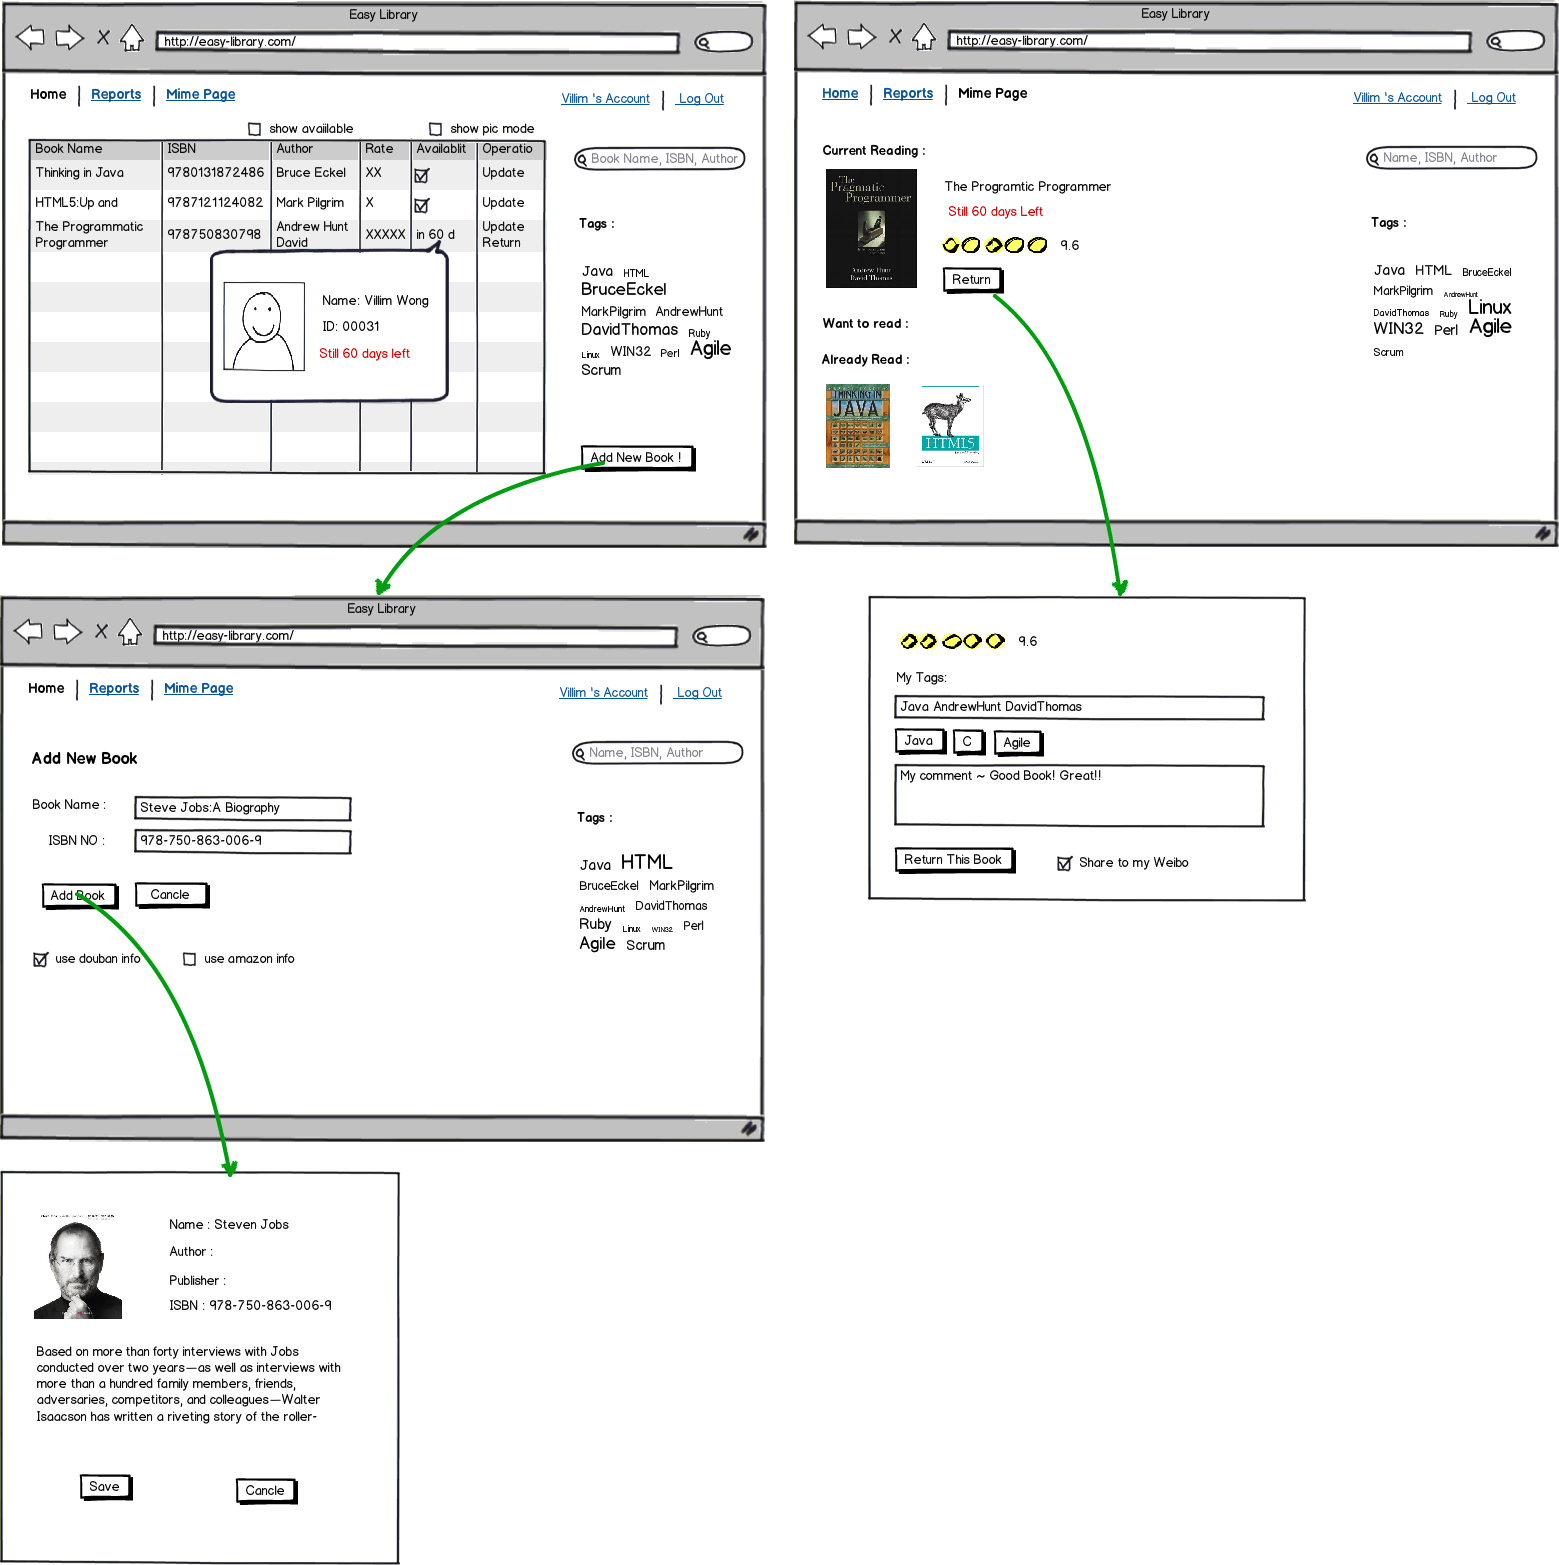 Easy Library
http://easy-library.com/
Home Reports Mime Page
Villim 's Account Log Out
show available show pic mode
Book Name ISBN Author Rate Availablit Operatio
Thinking in Java 9780131872486 Bruce Eckel XX Update
HTML5:Up and 9787121124082 Mark Pilgrim X Update
The Programmatic Programmer 978750830798 Andrew Hunt David XXXXX in 60 d Update Return
Name: Villim Wong
ID: 00031
Still 60 days left
Book Name, ISBN, Author
Tags :
Java HTML
BruceEckel
MarkPilgrim AndrewHunt
DavidThomas Ruby
Linux WIN32 Perl Agile
Scrum
Add New Book !
Easy Library
http://easy-library.com/
Home Reports Mime Page
Villim 's Account Log Out
Current Reading :
The Pragmatic Programmer
Andrew Hunt
David Thomas
The Programtic Programmer
Still 60 days Left
9.6
Return
Want to read :
Already Read :
THINKING IN
JAVA
HTML5
Name, ISBN, Author
Tags :
Java HTML BruceEckel
MarkPilgrim AndrewHunt
DavidThomas Ruby Linux
WIN32 Perl Agile
Scrum
Easy Library
http://easy-library.com/
Home Reports Mime Page
Villim 's Account Log Out
Add New Book
Book Name : Steve Jobs:A Biography
ISBN NO : 978-750-863-006-9
Add Book Cancle
use douban info use amazon info
Name, ISBN, Author
Tags :
Java HTML
BruceEckel MarkPilgrim
AndrewHunt DavidThomas
Ruby Linux WIN32 Perl
Agile Scrum
9.6
My Tags:
Java AndrewHunt DavidThomas
Java C Agile
My comment ~ Good Book! Great!!
Return This Book Share to my Weibo
Name : Steven Jobs
Author :
Publisher :
ISBN : 978-750-863-006-9
Based on more than forty interviews with Jobs
conducted over two years—as well as interviews with
more than a hundred family members, friends,
adversaries, competitors, and colleagues—Walter
Isaacson has written a riveting story of the roller-
Save Cancle